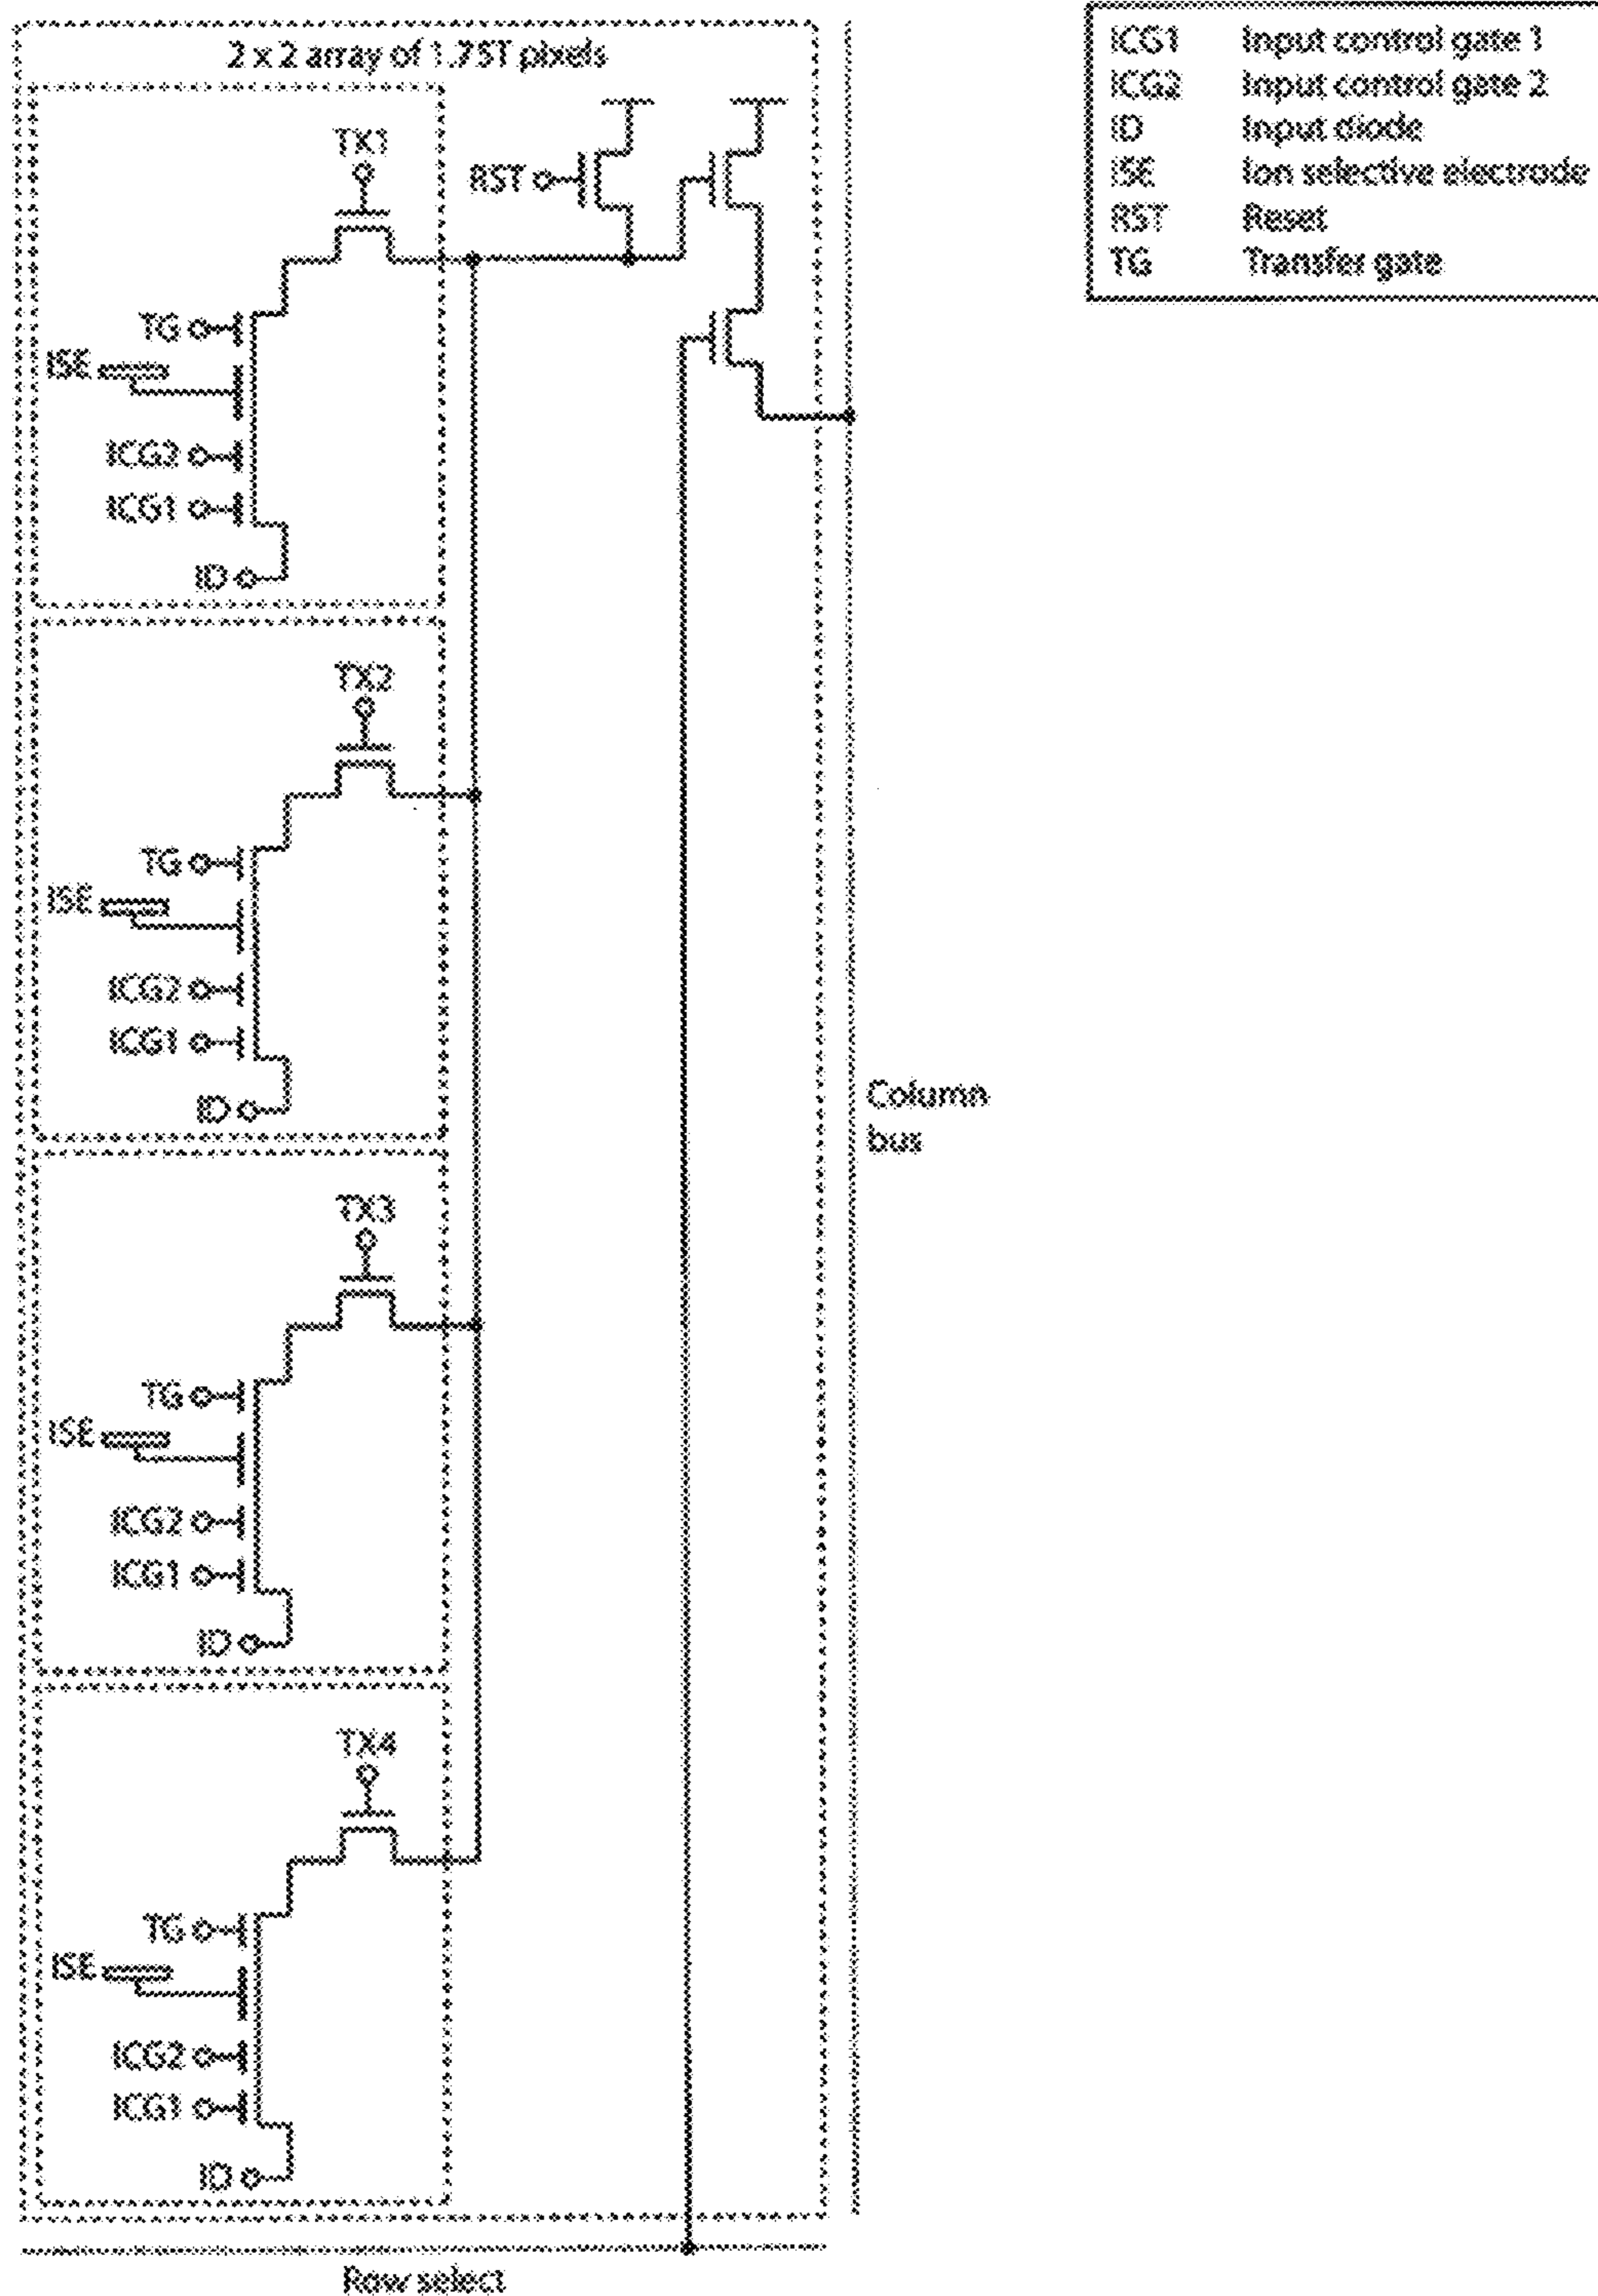 2 x 2 array of 1.75T pixels
TX1
RST
TG
ISE
ICG2
ICG1
ID
TX2
TG
ISE
ICG2
ICG1
ID
TX3
TG
ISE
ICG2
ICG1
ID
TX4
TG
ISE
ICG2
ICG1
ID
Column
bus
Row select
ICG1 Input control gate 1
ICG2 Input control gate 2
ID Input diode
ISE Ion selective electrode
RST Reset
TG Transfer gate